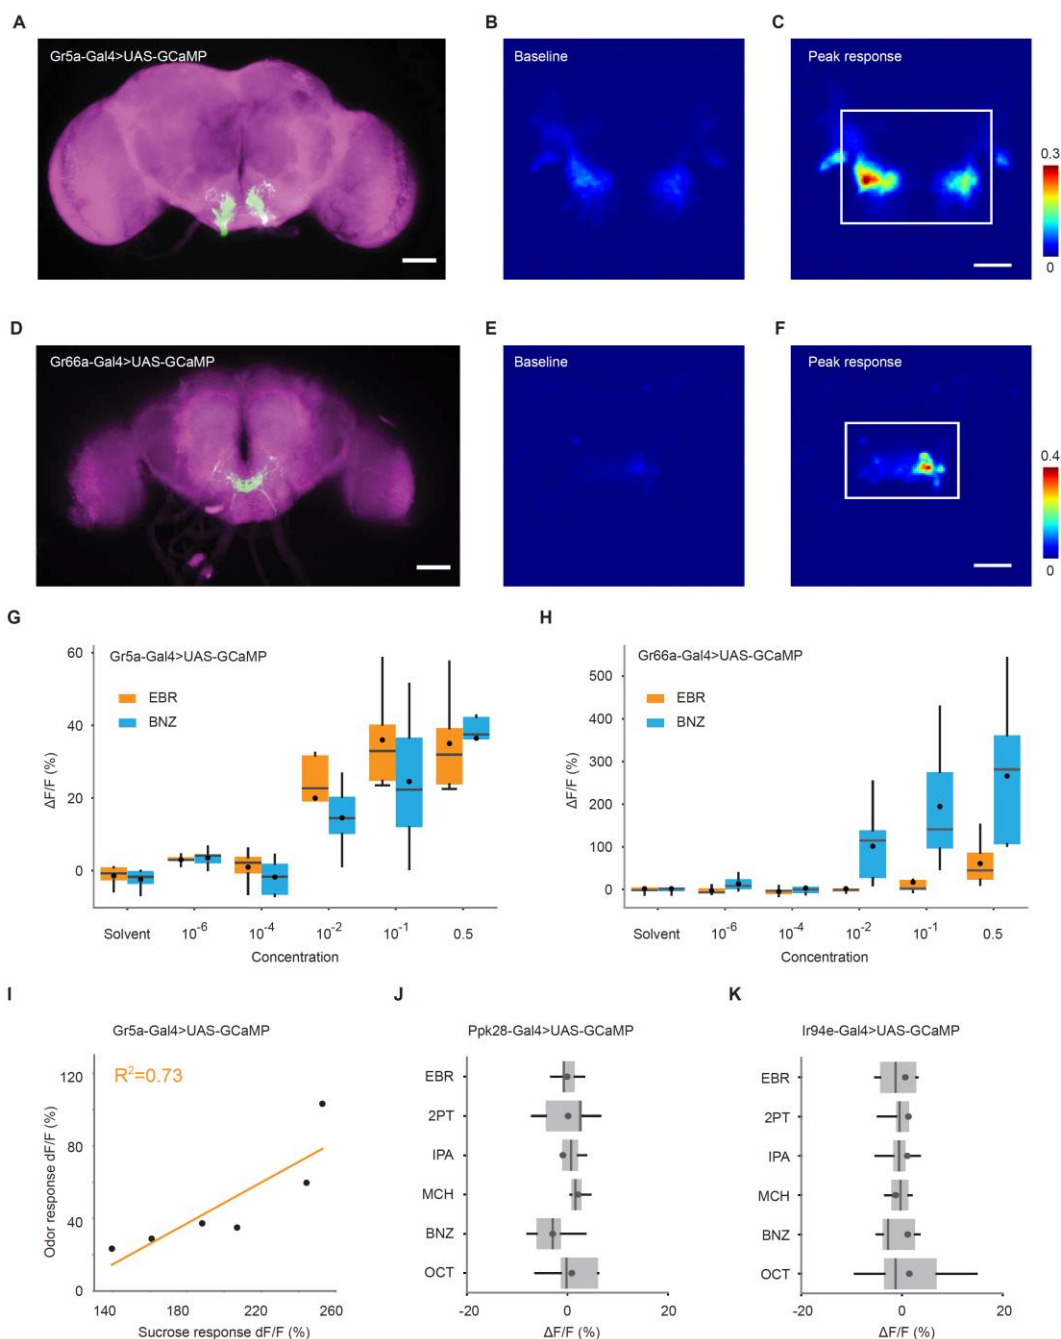 A
B
C
Gr5a-Gal4>UAS-GCaMP
Baseline
Peak response
0.3
0
D
E
F
Gr66a-Gal4>UAS-GCaMP
Baseline
Peak response
0.4
0
G
H
Gr5a-Gal4>UAS-GCaMP
EBR
BNZ
60
40
20
0
ΔF/F (%)
Solvent 10^-6 10^-4 10^-2 10^-1 0.5
Concentration
Gr66a-Gal4>UAS-GCaMP
EBR
BNZ
500
400
300
200
100
0
ΔF/F (%)
Solvent 10^-6 10^-4 10^-2 10^-1 0.5
Concentration
I
J
K
Gr5a-Gal4>UAS-GCaMP
R²=0.73
120
80
40
0
Odor response dF/F (%)
140 180 220 260
Sucrose response dF/F (%)
Ppk28-Gal4>UAS-GCaMP
EBR
2PT
IPA
MCH
BNZ
OCT
-20 0 20
ΔF/F (%)
Ir94e-Gal4>UAS-GCaMP
EBR
2PT
IPA
MCH
BNZ
OCT
-20 0 20
ΔF/F (%)